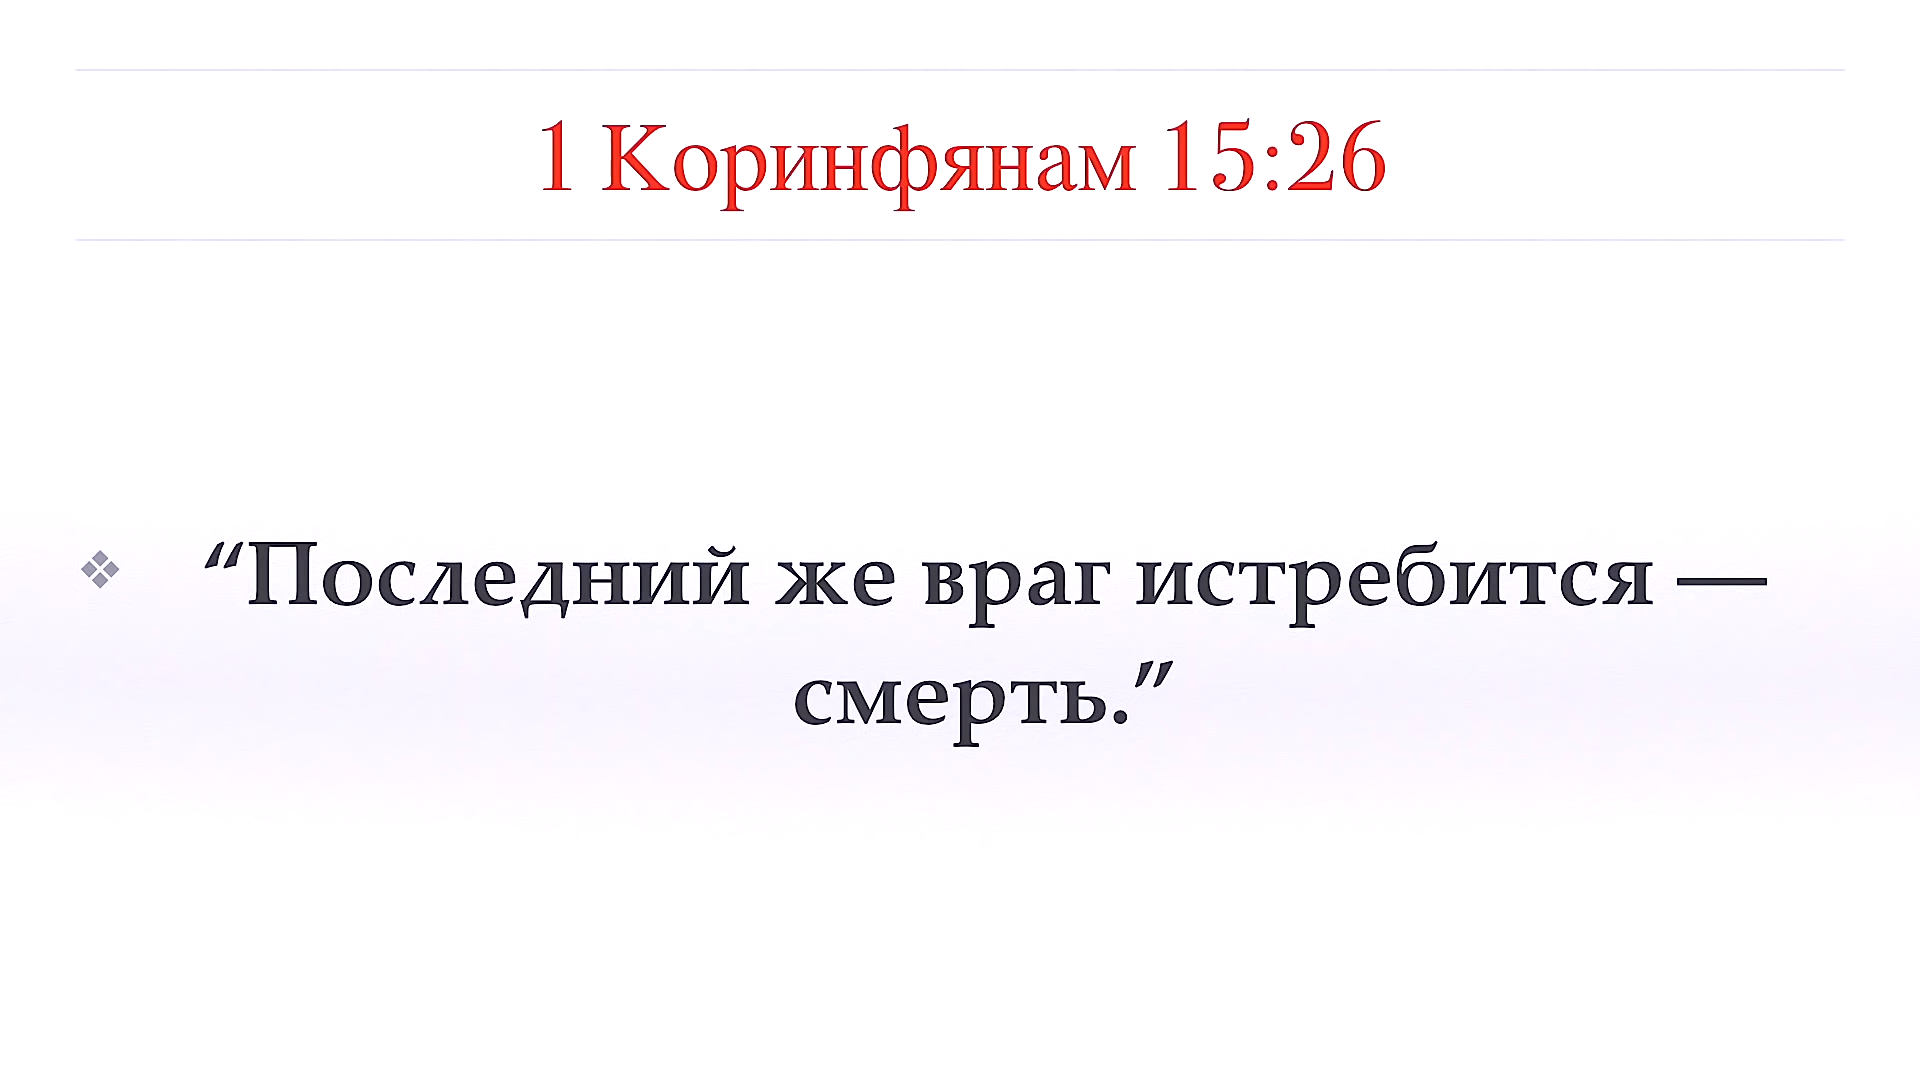 1 Коринфянам 15:26
“Последний же враг истребится —
смерть.”